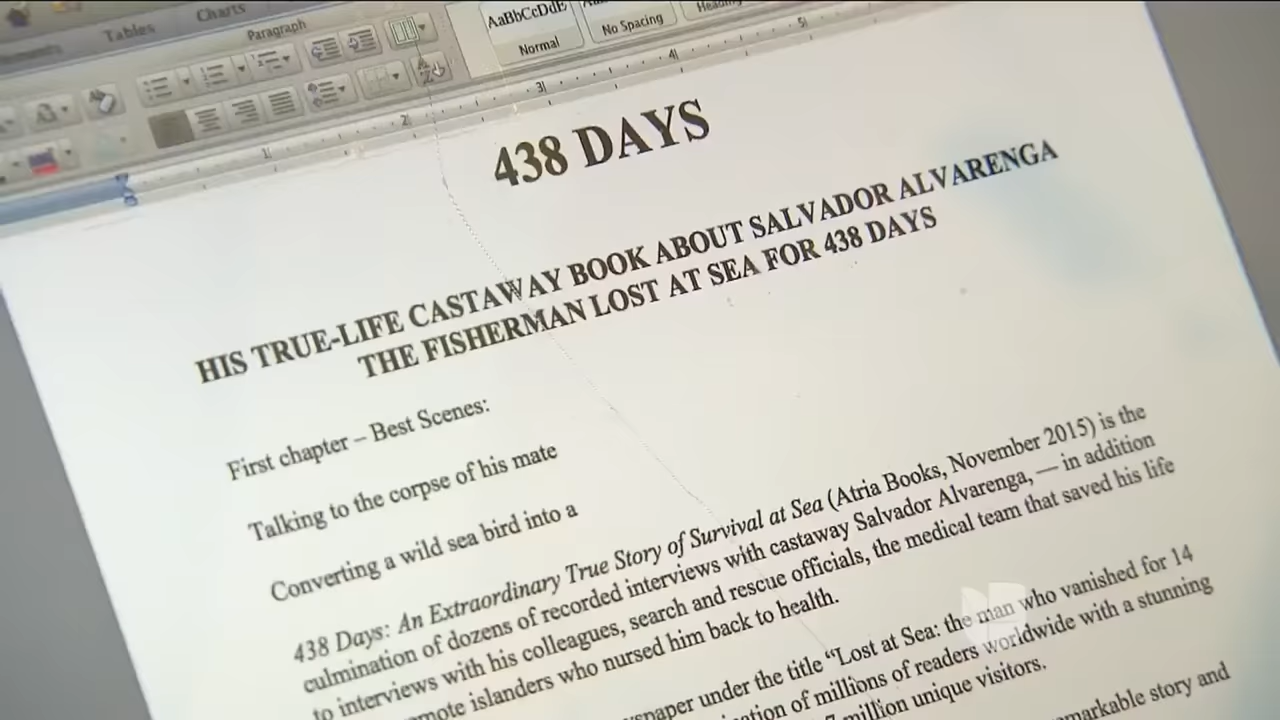 Tables
Charts
Paragraph
AaBbCcDdE
Normal
No Spacing
Heading
1 2 3 4 5
438 DAYS
HIS TRUE-LIFE CASTAWAY BOOK ABOUT SALVADOR ALVARENGA
THE FISHERMAN LOST AT SEA FOR 438 DAYS
First chapter – Best Scenes:
Talking to the corpse of his mate
Converting a wild sea bird into a
438 Days: An Extraordinary True Story of Survival at Sea (Atria Books, November 2015) is the
culmination of dozens of recorded interviews with castaway Salvador Alvarenga, — in addition
to interviews with his colleagues, search and rescue officials, the medical team that saved his life
islanders who nursed him back to health.
under the title “Lost at Sea: the man who vanished for 14
of millions of readers worldwide with a stunning
million unique visitors.
story and